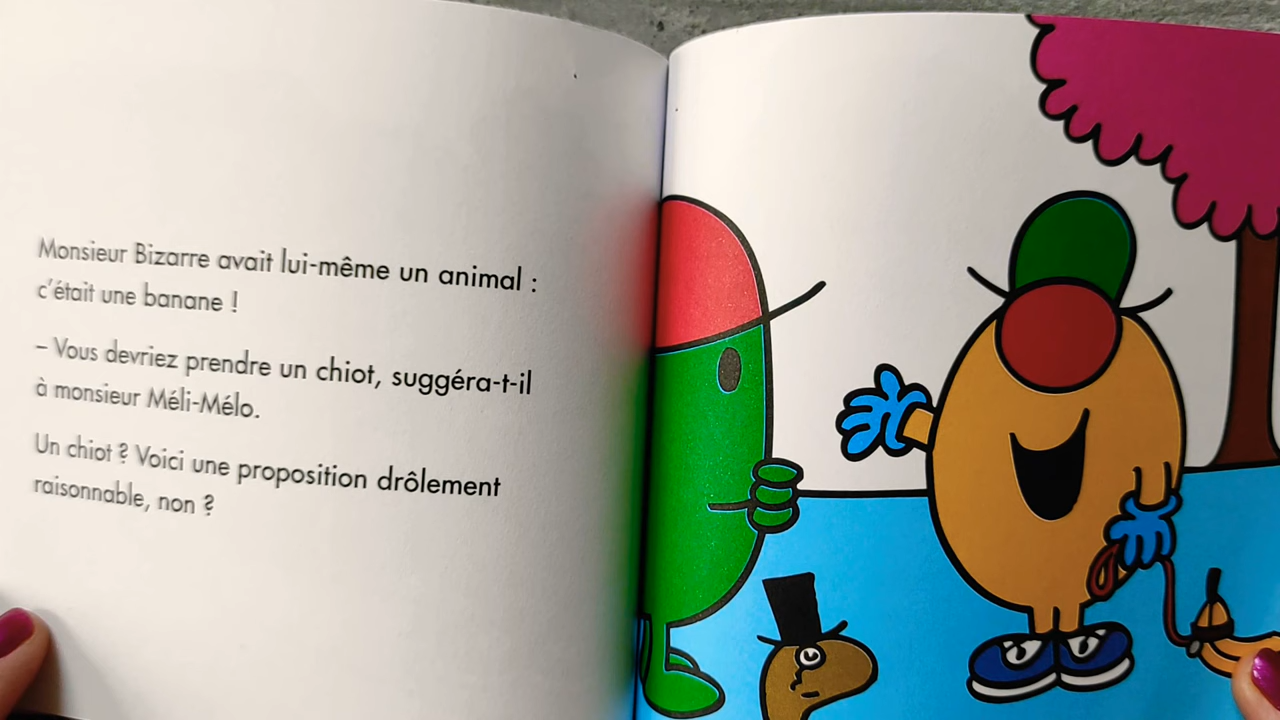 Monsieur Bizarre avait lui-même un animal :
c'était une banane !
– Vous devriez prendre un chiot, suggéra-t-il
à monsieur Méli-Mélo.
Un chiot ? Voici une proposition drôlement
raisonnable, non ?